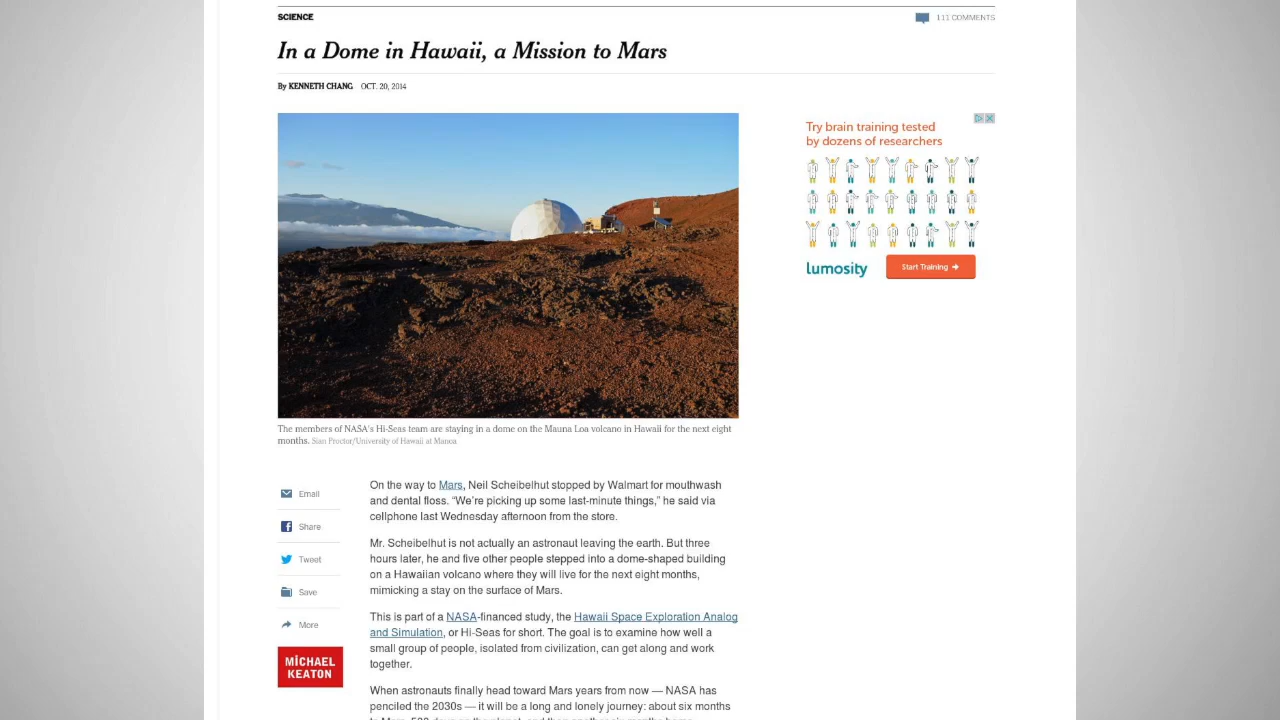 SCIENCE
111 COMMENTS
In a Dome in Hawaii, a Mission to Mars
By KENNETH CHANG OCT. 20, 2014
Try brain training tested
by dozens of researchers
lumosity
Start Training
The members of NASA's Hi-Seas team are staying in a dome on the Mauna Loa volcano in Hawaii for the next eight
months. Sian Proctor/University of Hawaii at Manoa
Email
Share
Tweet
Save
More
MICHAEL
KEATON
On the way to Mars, Neil Scheibelhut stopped by Walmart for mouthwash
and dental floss. “We’re picking up some last-minute things,” he said via
cellphone last Wednesday afternoon from the store.
Mr. Scheibelhut is not actually an astronaut leaving the earth. But three
hours later, he and five other people stepped into a dome-shaped building
on a Hawaiian volcano where they will live for the next eight months,
mimicking a stay on the surface of Mars.
This is part of a NASA-financed study, the Hawaii Space Exploration Analog
and Simulation, or Hi-Seas for short. The goal is to examine how well a
small group of people, isolated from civilization, can get along and work
together.
When astronauts finally head toward Mars years from now — NASA has
penciled the 2030s — it will be a long and lonely journey: about six months